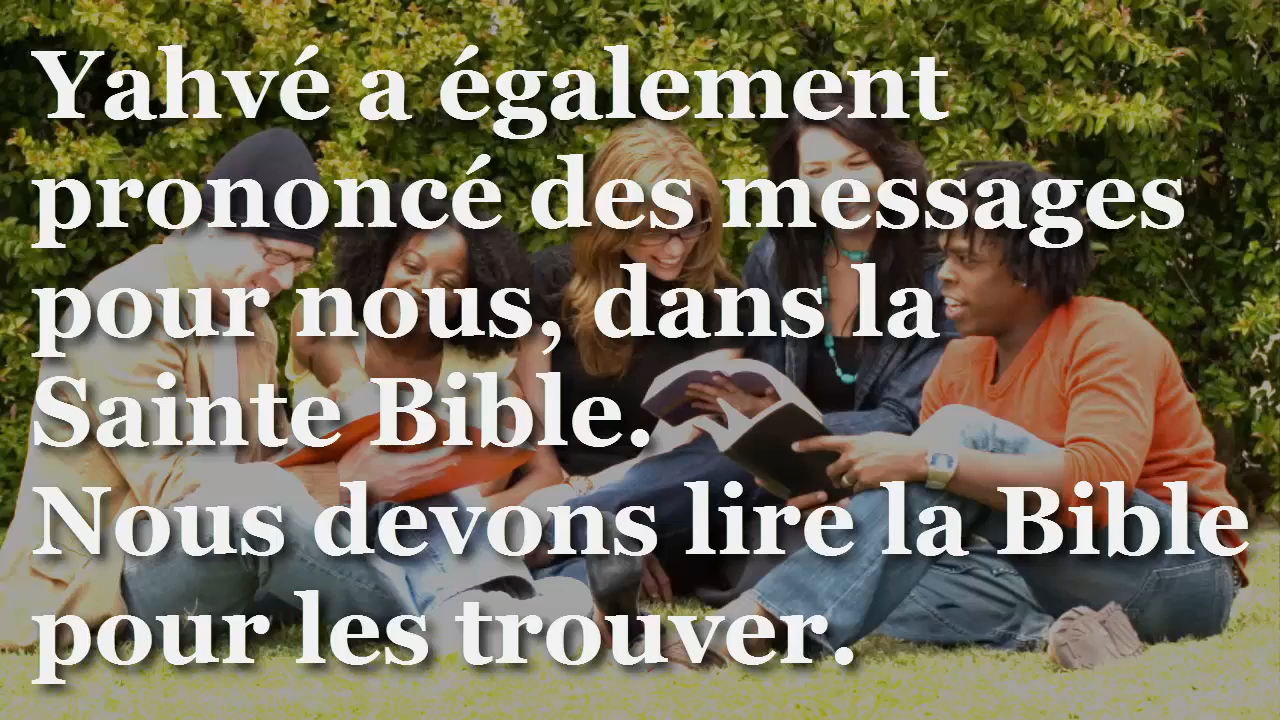 Yahvé a également
prononcé des messages
pour nous, dans la
Sainte Bible.
Nous devons lire la Bible
pour les trouver.